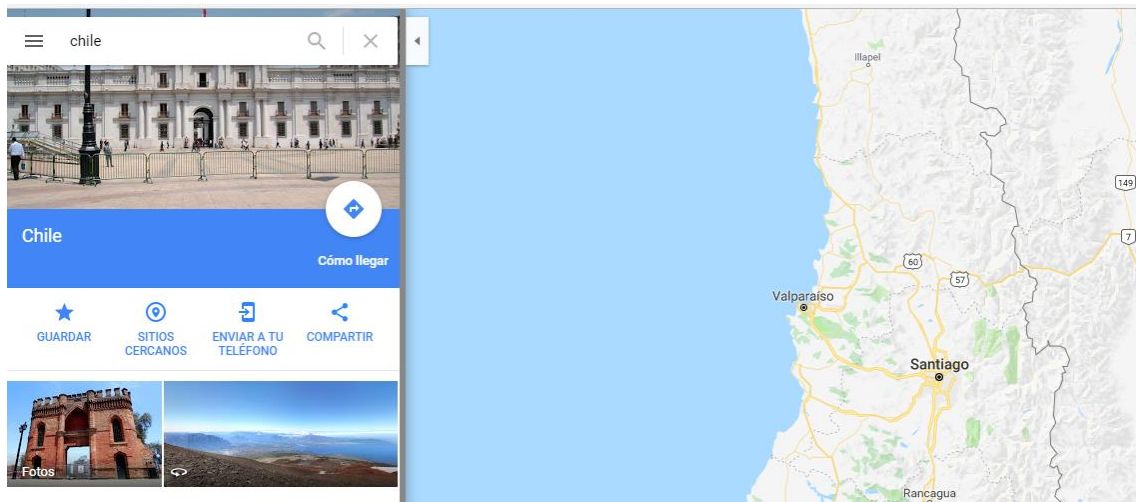 chile
Chile
Cómo llegar
GUARDAR
SITIOS
CERCANOS
ENVIAR A TU
TELÉFONO
COMPARTIR
Fotos
Illapel
149
7
60
57
Valparaíso
Santiago
Rancagua